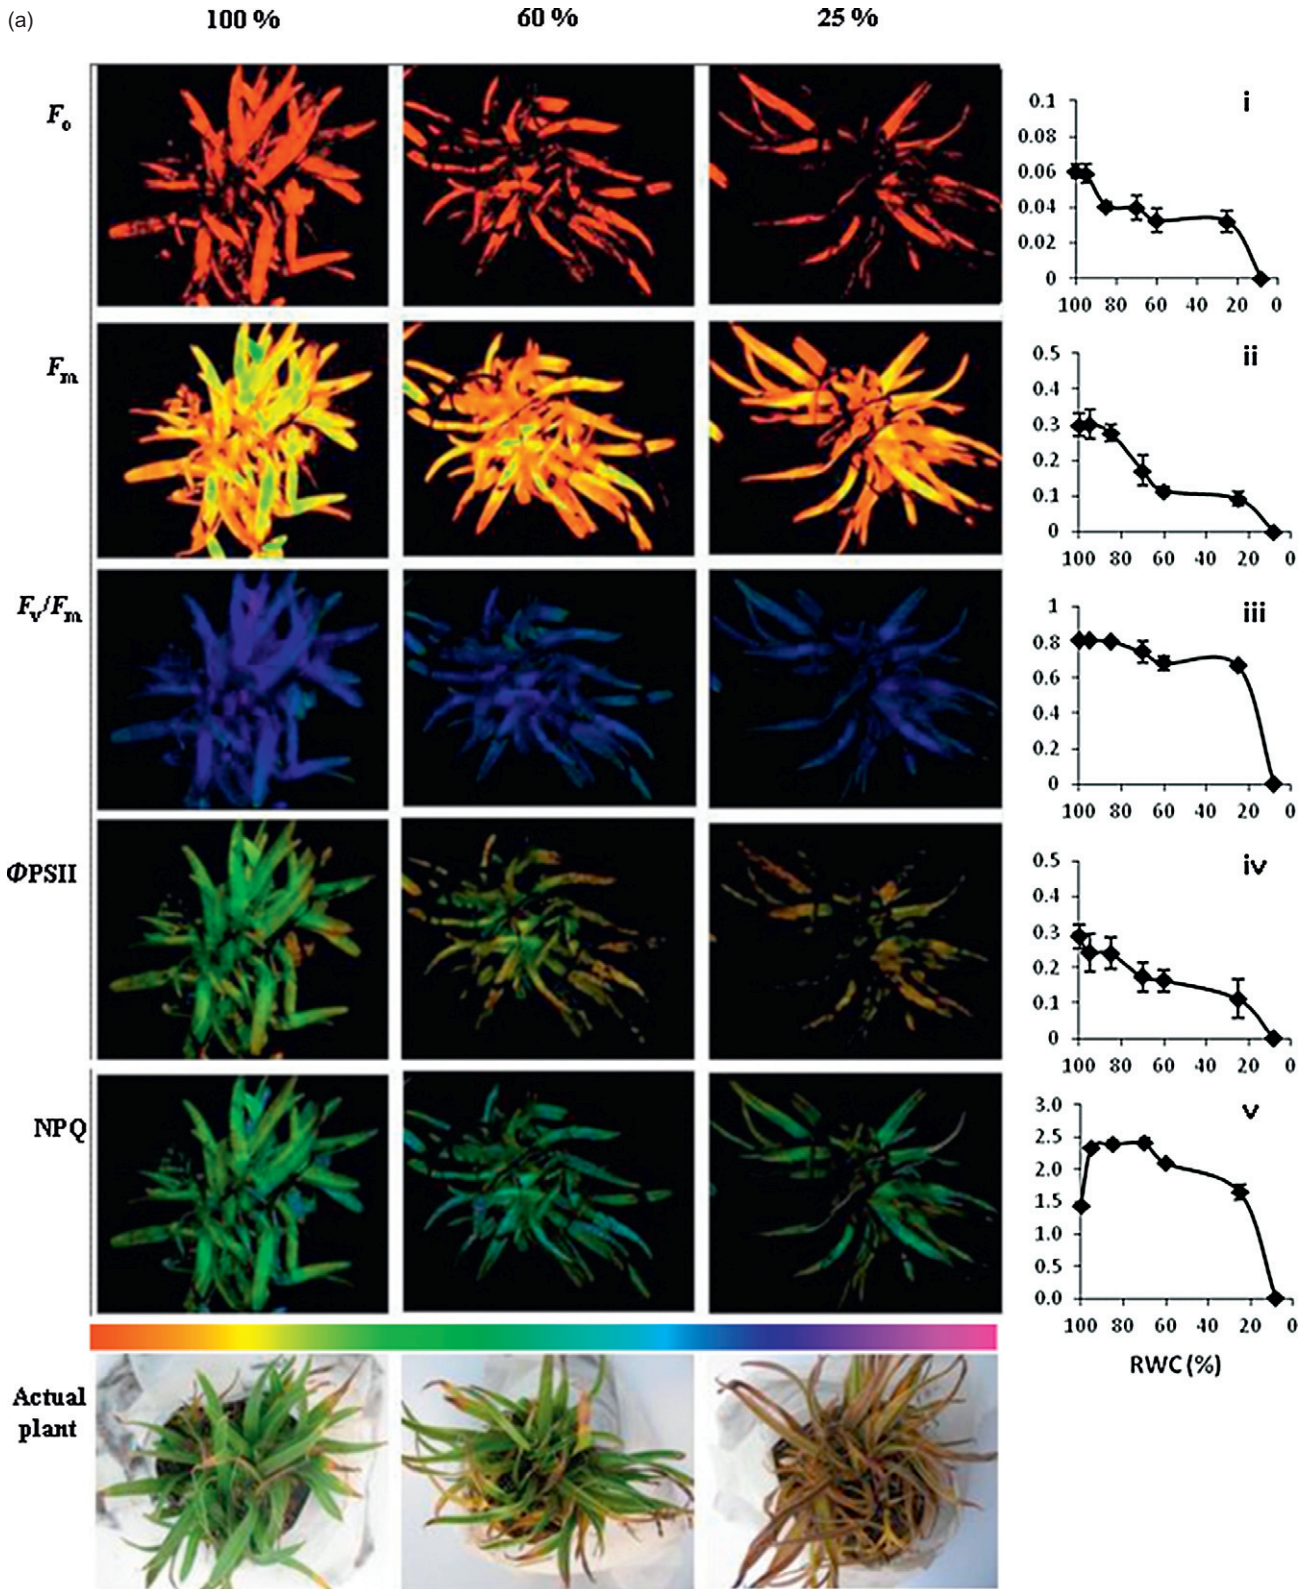 (a)
100 % 60 % 25 %
Fo
i
0.1
0.08
0.06
0.04
0.02
0
100 80 60 40 20 0
Fm
ii
0.5
0.4
0.3
0.2
0.1
0
100 80 60 40 20 0
Fv/Fm
iii
1
0.8
0.6
0.4
0.2
0
100 80 60 40 20 0
ΦPSII
iv
0.5
0.4
0.3
0.2
0.1
0
100 80 60 40 20 0
NPQ
v
3.0
2.5
2.0
1.5
1.0
0.5
0.0
100 80 60 40 20 0
RWC (%)
Actual
plant